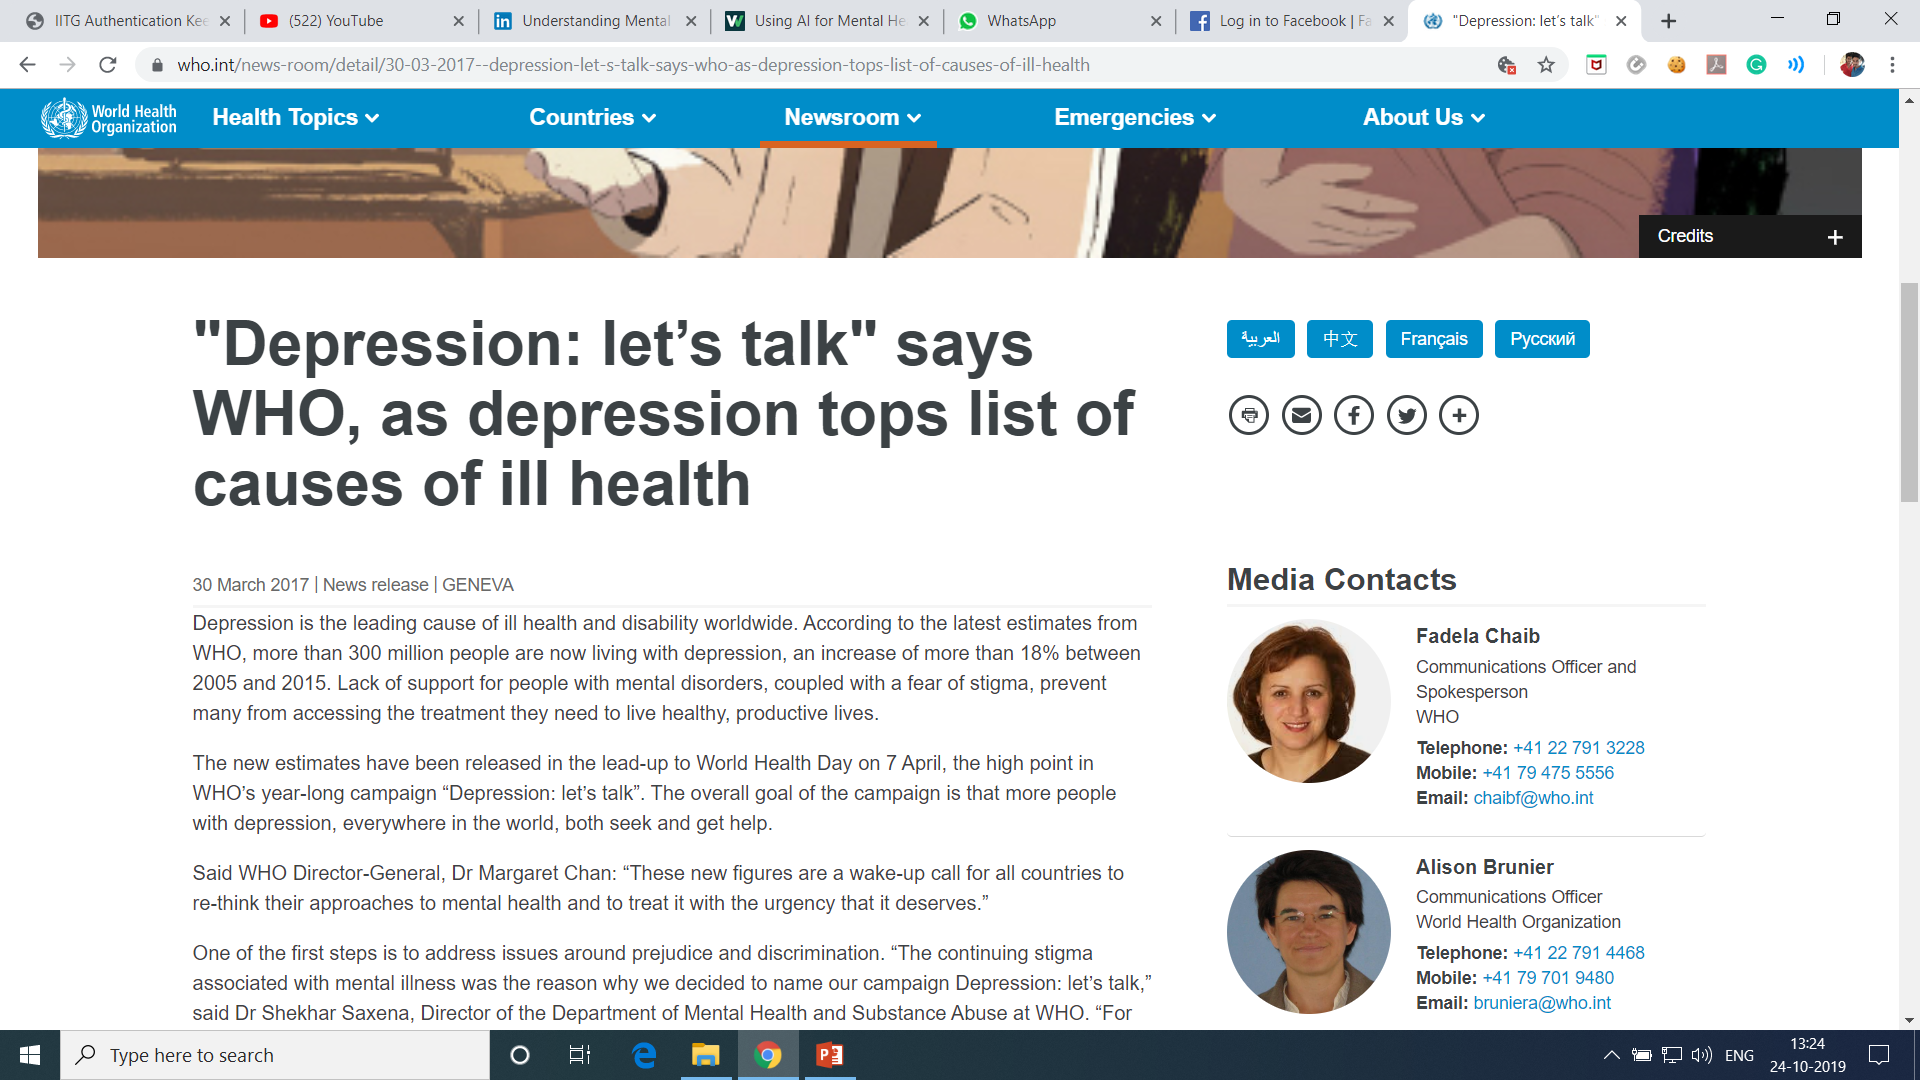 IITG Authentication Kee
(522) YouTube
Understanding Mental
Using AI for Mental He
WhatsApp
Log in to Facebook | Fa
"Depression: let’s talk"
who.int/news-room/detail/30-03-2017--depression-let-s-talk-says-who-as-depression-tops-list-of-causes-of-ill-health
World Health
Organization
Health Topics
Countries
Newsroom
Emergencies
About Us
Credits +
"Depression: let’s talk" says
WHO, as depression tops list of
causes of ill health
العربية
中文
Français
Русский
30 March 2017 | News release | GENEVA
Depression is the leading cause of ill health and disability worldwide. According to the latest estimates from
WHO, more than 300 million people are now living with depression, an increase of more than 18% between
2005 and 2015. Lack of support for people with mental disorders, coupled with a fear of stigma, prevent
many from accessing the treatment they need to live healthy, productive lives.
The new estimates have been released in the lead-up to World Health Day on 7 April, the high point in
WHO’s year-long campaign “Depression: let’s talk”. The overall goal of the campaign is that more people
with depression, everywhere in the world, both seek and get help.
Said WHO Director-General, Dr Margaret Chan: “These new figures are a wake-up call for all countries to
re-think their approaches to mental health and to treat it with the urgency that it deserves.”
One of the first steps is to address issues around prejudice and discrimination. “The continuing stigma
associated with mental illness was the reason why we decided to name our campaign Depression: let’s talk,”
said Dr Shekhar Saxena, Director of the Department of Mental Health and Substance Abuse at WHO. “For
Media Contacts
Fadela Chaib
Communications Officer and
Spokesperson
WHO
Telephone: +41 22 791 3228
Mobile: +41 79 475 5556
Email: chaibf@who.int
Alison Brunier
Communications Officer
World Health Organization
Telephone: +41 22 791 4468
Mobile: +41 79 701 9480
Email: bruniera@who.int
Type here to search
ENG
13:24
24-10-2019